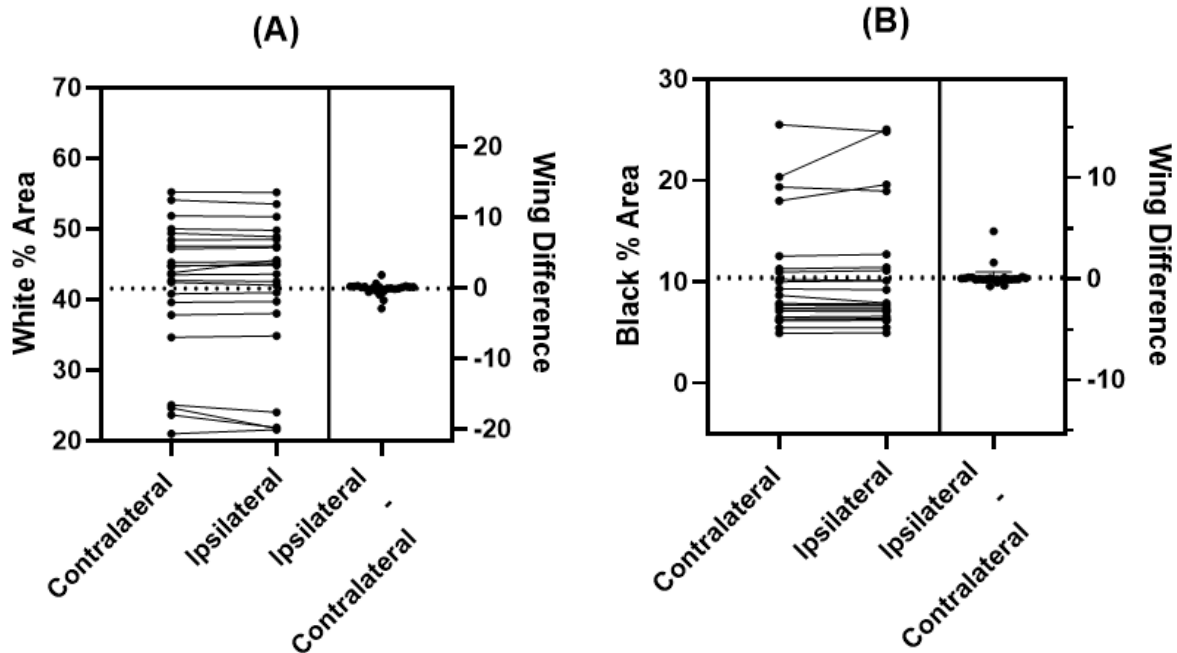 (A)
White % Area
70
60
50
40
30
20
20
10
0
-10
-20
Wing Difference
Contralateral
Ipsilateral
Ipsilateral
-
Contralateral
(B)
Black % Area
30
20
10
0
10
0
-10
Wing Difference
Contralateral
Ipsilateral
Ipsilateral
-
Contralateral